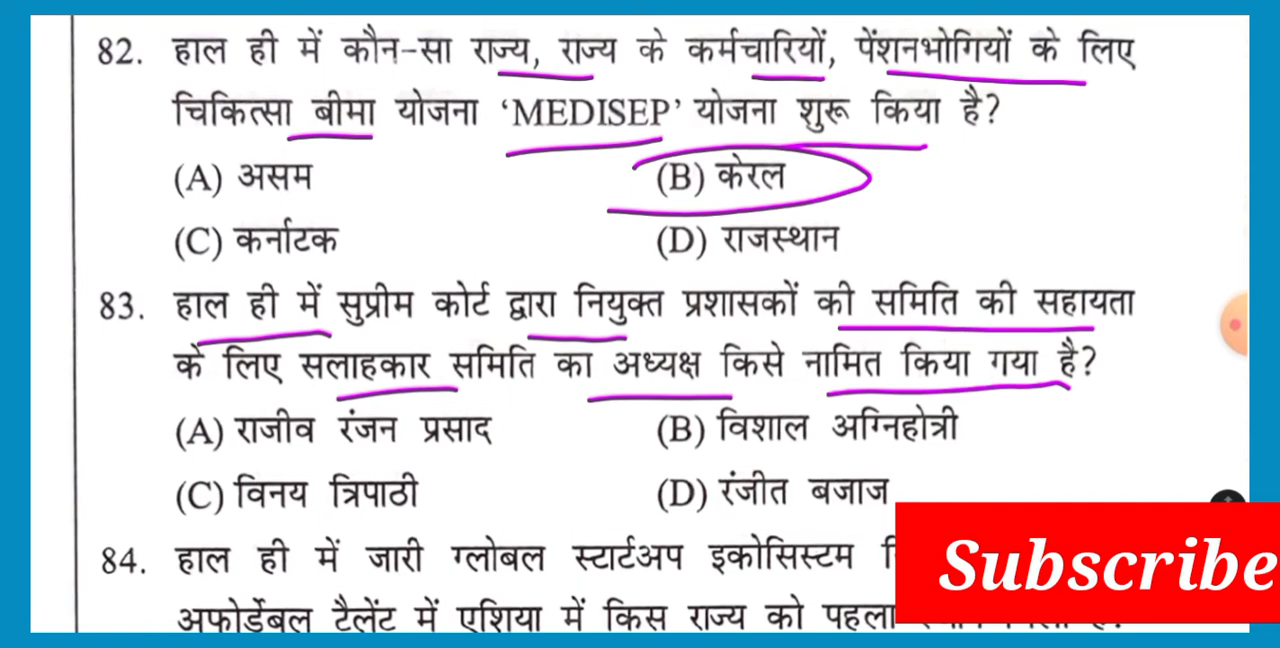 82. हाल ही में कौन-सा राज्य, राज्य के कर्मचारियों, पेंशनभोगियों के लिए
चिकित्सा बीमा योजना ‘MEDISEP’ योजना शुरू किया है?
(A) असम (B) केरल
(C) कर्नाटक (D) राजस्थान
83. हाल ही में सुप्रीम कोर्ट द्वारा नियुक्त प्रशासकों की समिति की सहायता
के लिए सलाहकार समिति का अध्यक्ष किसे नामित किया गया है?
(A) राजीव रंजन प्रसाद (B) विशाल अग्निहोत्री
(C) विनय त्रिपाठी (D) रंजीत बजाज
84. हाल ही में जारी ग्लोबल स्टार्टअप इकोसिस्टम
Subscribe
अफोर्डेबल टैलेंट में एशिया में किस राज्य को पहला